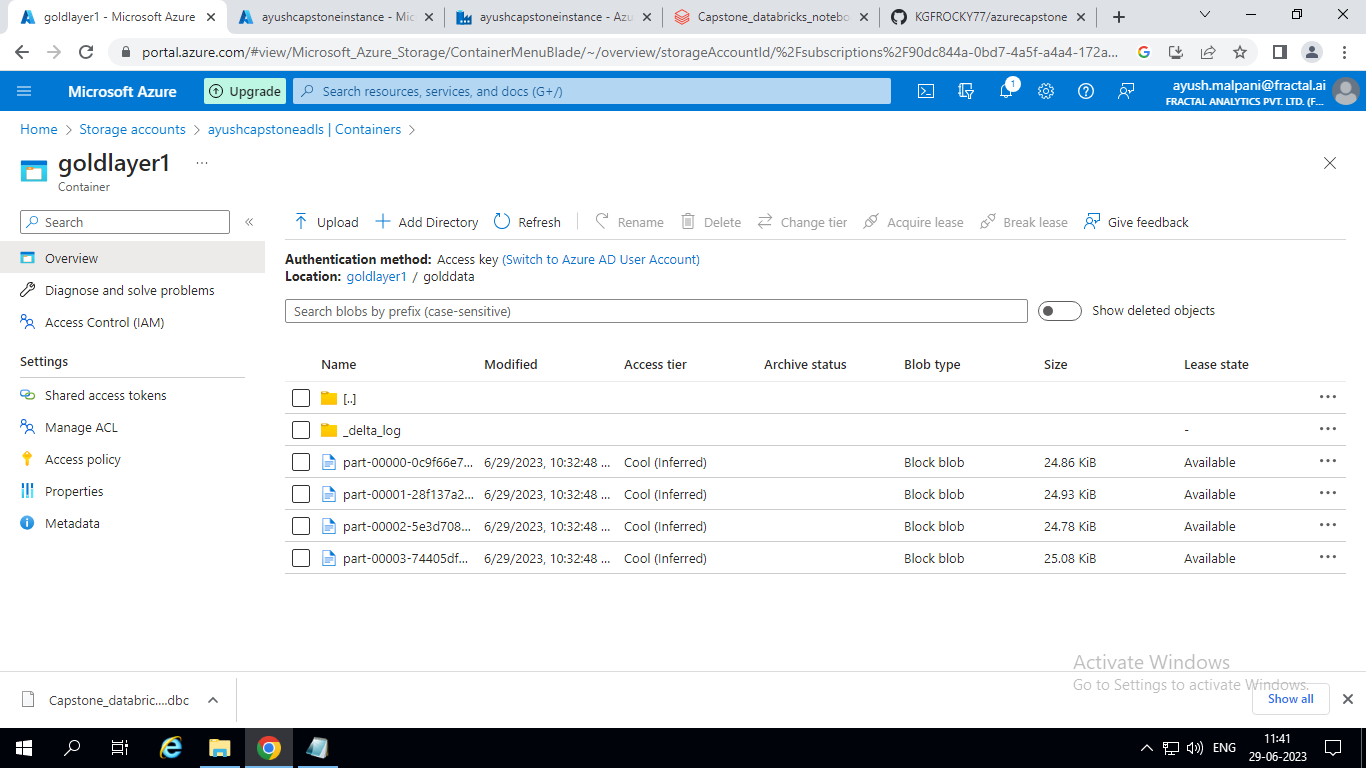 goldlayer1 - Microsoft Azure
ayushcapstoneinstance - Mic
ayushcapstoneinstance - Azu
Capstone_databricks_notebo
KGFROCKY77/azurecapstone
portal.azure.com/#view/Microsoft_Azure_Storage/ContainerMenuBlade/~/overview/storageAccountId/%2Fsubscriptions%2F90dc844a-0bd7-4a5f-a4a4-172a...
Microsoft Azure
Upgrade
Search resources, services, and docs (G+/)
1
ayush.malpani@fractal.ai
FRACTAL ANALYTICS PVT. LTD. (F...
Home > Storage accounts > ayushcapstoneadls | Containers >
goldlayer1 ...
Container
Search
«
Overview
Diagnose and solve problems
Access Control (IAM)
Settings
Shared access tokens
Manage ACL
Access policy
Properties
Metadata
Upload Add Directory Refresh Rename Delete Change tier Acquire lease Break lease Give feedback
Authentication method: Access key (Switch to Azure AD User Account)
Location: goldlayer1 / golddata
Search blobs by prefix (case-sensitive)
Show deleted objects
Name Modified Access tier Archive status Blob type Size Lease state
[..]
_delta_log -
part-00000-0c9f66e7... 6/29/2023, 10:32:48 ... Cool (Inferred) Block blob 24.86 KiB Available
part-00001-28f137a2... 6/29/2023, 10:32:48 ... Cool (Inferred) Block blob 24.93 KiB Available
part-00002-5e3d708... 6/29/2023, 10:32:48 ... Cool (Inferred) Block blob 24.78 KiB Available
part-00003-74405df... 6/29/2023, 10:32:48 ... Cool (Inferred) Block blob 25.08 KiB Available
Activate Windows
Go to Settings to activate Windows.
Capstone_databric....dbc
Show all
ENG
11:41
29-06-2023